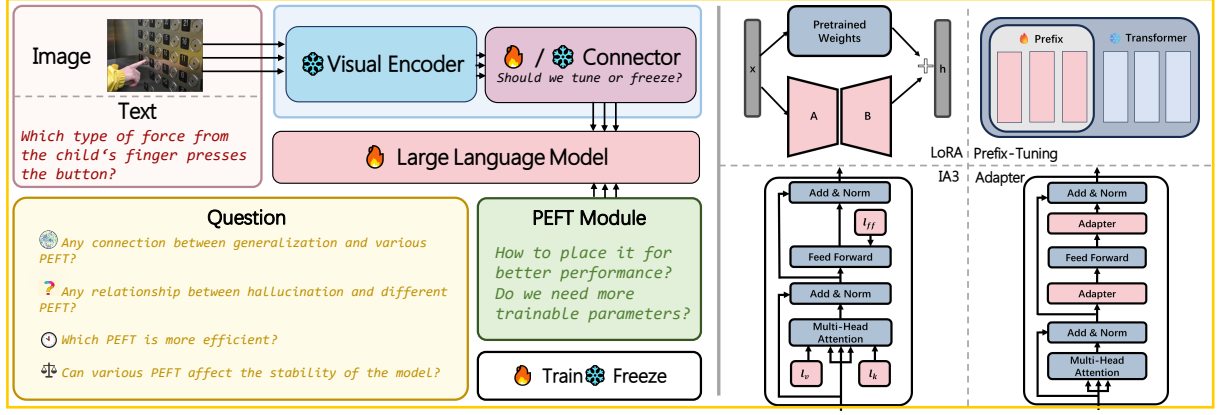 Image
Text
Which type of force from
the child‘s finger presses
the button?
Visual Encoder
/ Connector
Should we tune or freeze?
Large Language Model
Question
Any connection between generalization and various
PEFT?
Any relationship between hallucination and different
PEFT?
Which PEFT is more efficient?
Can various PEFT affect the stability of the model?
PEFT Module
How to place it for
better performance?
Do we need more
trainable parameters?
Train Freeze
x
Pretrained
Weights
A
B
h
LoRA
Prefix
Transformer
Prefix-Tuning
IA3
Add & Norm
l_ff
Feed Forward
Add & Norm
Multi-Head
Attention
l_v
l_k
Adapter
Add & Norm
Adapter
Feed Forward
Adapter
Add & Norm
Multi-Head
Attention